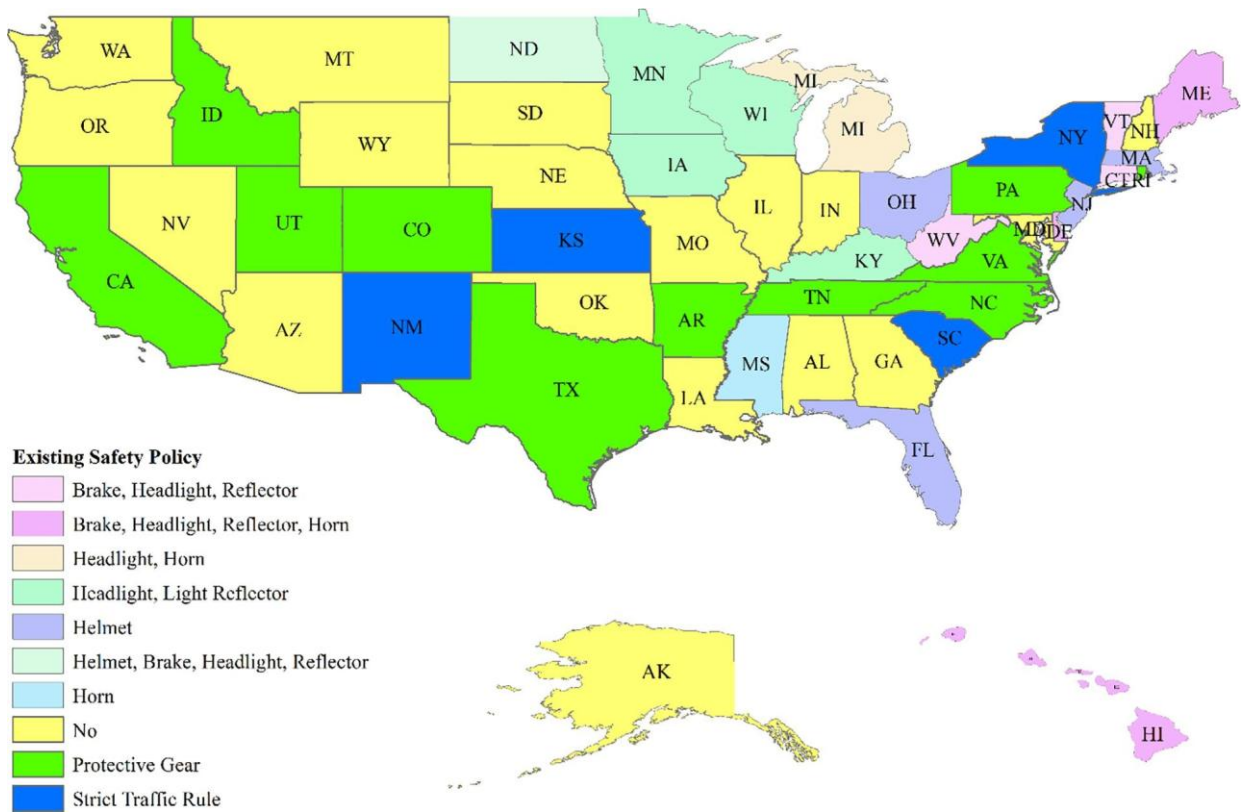 WA
MT
ND
MN
MI
ME
OR
ID
SD
WI
MI
VT
NH
WY
NY
MA
NE
IA
CTRI
NV
UT
CO
IL
IN
OH
PA
NJ
KS
MO
WV
MD
DE
CA
KY
VA
AZ
NM
OK
TN
NC
AR
SC
TX
MS
AL
GA
LA
FL
Existing Safety Policy
Brake, Headlight, Reflector
Brake, Headlight, Reflector, Horn
Headlight, Horn
Headlight, Light Reflector
Helmet
Helmet, Brake, Headlight, Reflector
Horn
No
Protective Gear
Strict Traffic Rule
AK
HI